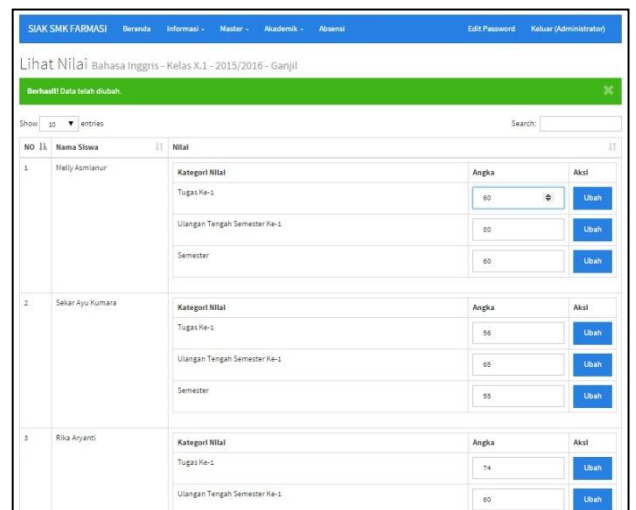 SIAK SMK FARMASI Beranda Informasi Master Akademik Absensi Edit Password Keluar (Administrator)
Lihat Nilai Bahasa Inggris - Kelas X.1 - 2015/2016 - Ganjil
Berhasil! Data telah diubah. ×
Show 10 entries Search:
NO Nama Siswa Nilai
1 Melly Asmianur Kategori Nilai Angka Aksi
Tugas Ke-1 60 Ubah
Ulangan Tengah Semester Ke-1 80 Ubah
Semester 60 Ubah
2 Sekar Ayu Kumara Kategori Nilai Angka Aksi
Tugas Ke-1 56 Ubah
Ulangan Tengah Semester Ke-1 65 Ubah
Semester 55 Ubah
3 Rika Aryanti Kategori Nilai Angka Aksi
Tugas Ke-1 74 Ubah
Ulangan Tengah Semester Ke-1 60 Ubah